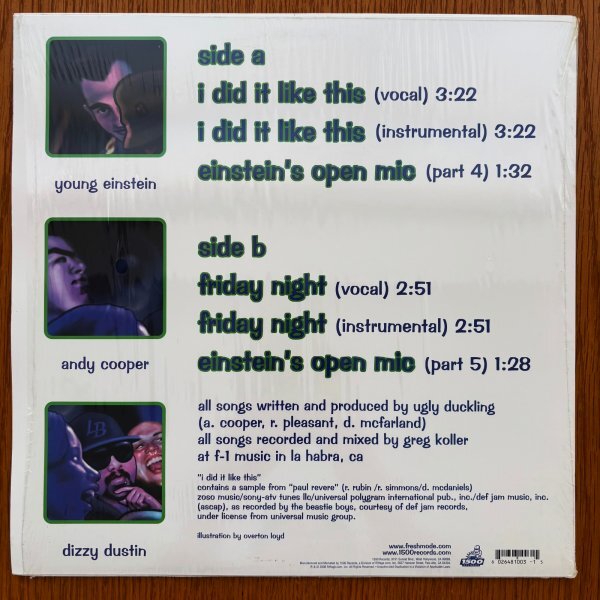 side a
i did it like this (vocal) 3:22
i did it like this (instrumental) 3:22
einstein's open mic (part 4) 1:32
young einstein
side b
friday night (vocal) 2:51
friday night (instrumental) 2:51
einstein's open mic (part 5) 1:28
andy cooper
LB
dizzy dustin
all songs written and produced by ugly duckling
(a. cooper, r. pleasant, d. mcfarland)
all songs recorded and mixed by greg koller
at f-1 music in la habra, ca
"i did it like this"
contains a sample from "paul revere" (r. rubin /r. simmons/d. mcdaniels)
zoso music/sony-atv tunes llc/universal polygram international pub., inc./def jam music, inc.
(ascap), as recorded by the beastie boys, courtesy of def jam records,
under license from universal music group.
illustration by overton loyd
www.freshmode.com
www.1500records.com
1500
6 026481003 -1 5